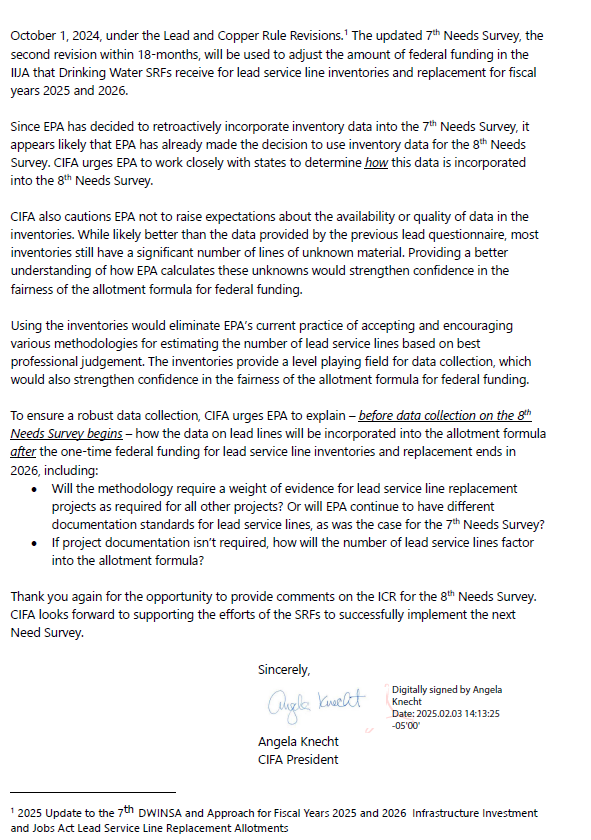 October 1, 2024, under the Lead and Copper Rule Revisions.¹ The updated 7th Needs Survey, the
second revision within 18-months, will be used to adjust the amount of federal funding in the
IIJA that Drinking Water SRFs receive for lead service line inventories and replacement for fiscal
years 2025 and 2026.
Since EPA has decided to retroactively incorporate inventory data into the 7th Needs Survey, it
appears likely that EPA has already made the decision to use inventory data for the 8th Needs
Survey. CIFA urges EPA to work closely with states to determine how this data is incorporated
into the 8th Needs Survey.
CIFA also cautions EPA not to raise expectations about the availability or quality of data in the
inventories. While likely better than the data provided by the previous lead questionnaire, most
inventories still have a significant number of lines of unknown material. Providing a better
understanding of how EPA calculates these unknowns would strengthen confidence in the
fairness of the allotment formula for federal funding.
Using the inventories would eliminate EPA's current practice of accepting and encouraging
various methodologies for estimating the number of lead service lines based on best
professional judgement. The inventories provide a level playing field for data collection, which
would also strengthen confidence in the fairness of the allotment formula for federal funding.
To ensure a robust data collection, CIFA urges EPA to explain – before data collection on the 8th
Needs Survey begins – how the data on lead lines will be incorporated into the allotment formula
after the one-time federal funding for lead service line inventories and replacement ends in
2026, including:
• Will the methodology require a weight of evidence for lead service line replacement
projects as required for all other projects? Or will EPA continue to have different
documentation standards for lead service lines, as was the case for the 7th Needs Survey?
• If project documentation isn't required, how will the number of lead service lines factor
into the allotment formula?
Thank you again for the opportunity to provide comments on the ICR for the 8th Needs Survey.
CIFA looks forward to supporting the efforts of the SRFs to successfully implement the next
Need Survey.
Sincerely,
Angela Knecht
Digitally signed by Angela
Knecht
Date: 2025.02.03 14:13:25
-05'00'
Angela Knecht
CIFA President
¹ 2025 Update to the 7th DWINSA and Approach for Fiscal Years 2025 and 2026 Infrastructure Investment
and Jobs Act Lead Service Line Replacement Allotments